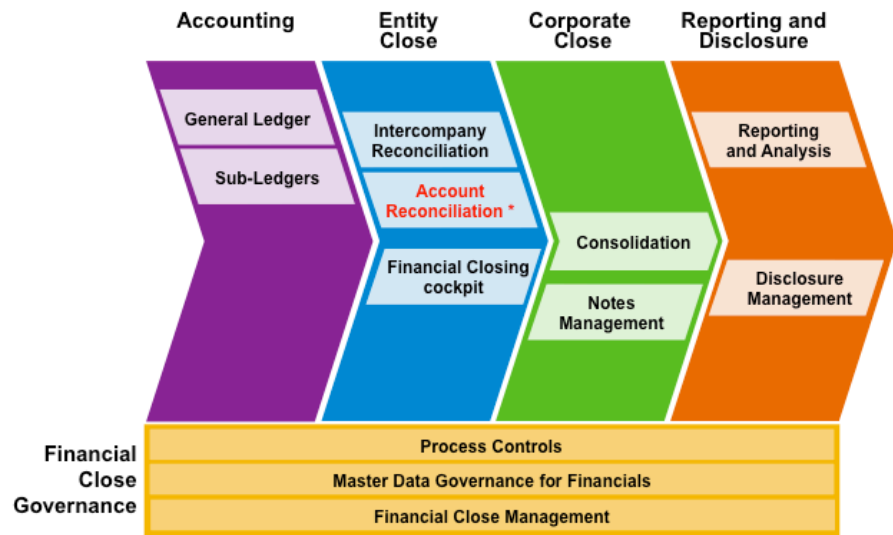 Accounting
Entity
Close
Corporate
Close
Reporting and
Disclosure
General Ledger
Sub-Ledgers
Intercompany
Reconciliation
Account
Reconciliation *
Financial Closing
cockpit
Consolidation
Notes
Management
Reporting
and Analysis
Disclosure
Management
Financial
Close
Governance
Process Controls
Master Data Governance for Financials
Financial Close Management